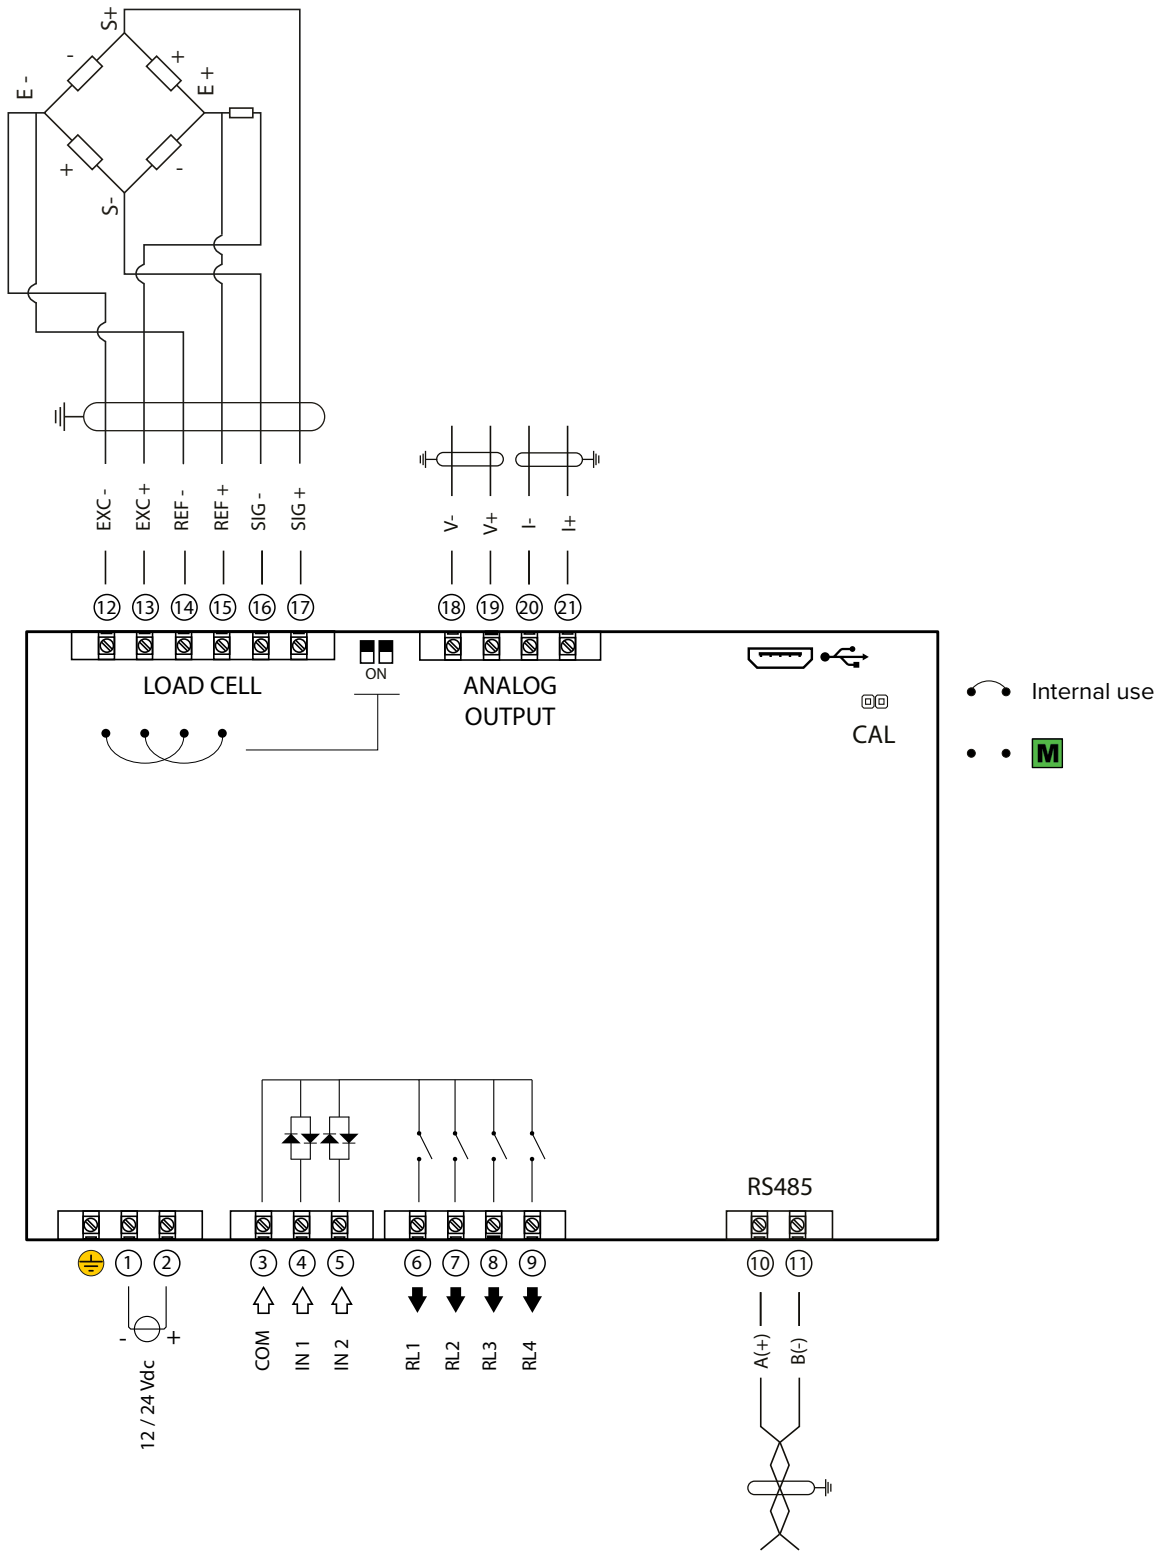 S+
- +
E - E +
+ -
S-
EXC - EXC + REF - REF + SIG - SIG +
V- V+ I- I+
12 13 14 15 16 17 18 19 20 21
ON
LOAD CELL
ANALOG
OUTPUT
CAL
Internal use
M
RS485
1 2 3 4 5 6 7 8 9 10 11
- +
12 / 24 Vdc
COM IN 1 IN 2 RL1 RL2 RL3 RL4
A(+) B(-)